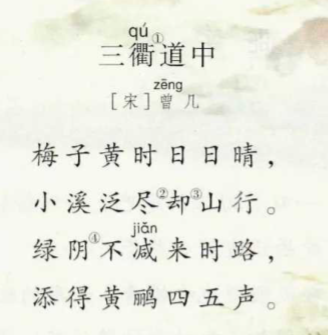 qú
三衢①道中
zēng
[宋]曾几
梅子黄时日日晴，
小溪泛尽②却③山行。
jiǎn
绿阴④不减来时路，
添得黄鹂四五声。